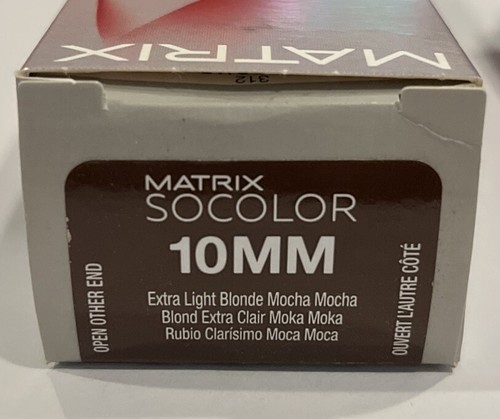 MATRIX
312
MATRIX
SOCOLOR
10MM
Extra Light Blonde Mocha Mocha
Blond Extra Clair Moka Moka
Rubio Clarísimo Moca Moca
OPEN OTHER END
OUVERT L'AUTRE CÔTÉ